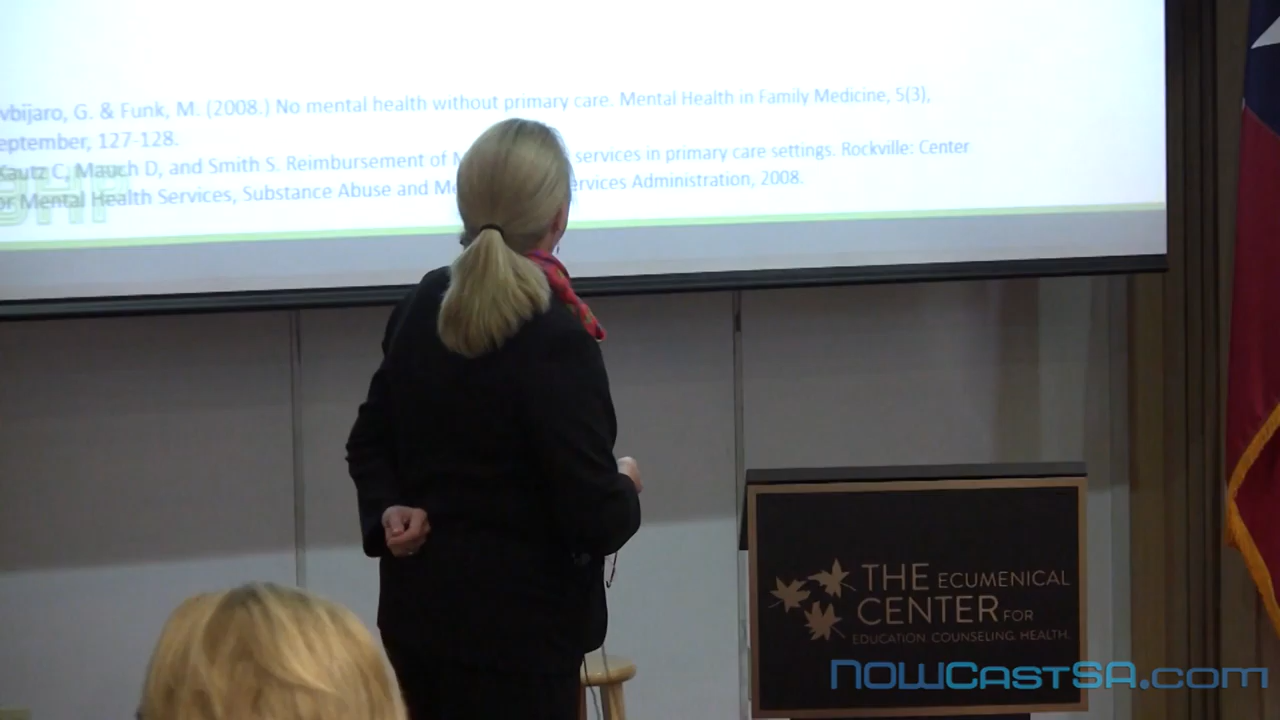 vbijaro, G. & Funk, M. (2008.) No mental health without primary care. Mental Health in Family Medicine, 5(3),
eptember, 127-128.
Kautz C, Mauch D, and Smith S. Reimbursement of M services in primary care settings. Rockville: Center
or Mental Health Services, Substance Abuse and Me ervices Administration, 2008.
THE ECUMENICAL
CENTER FOR
EDUCATION. COUNSELING. HEALTH.
NOWCASTSA.com